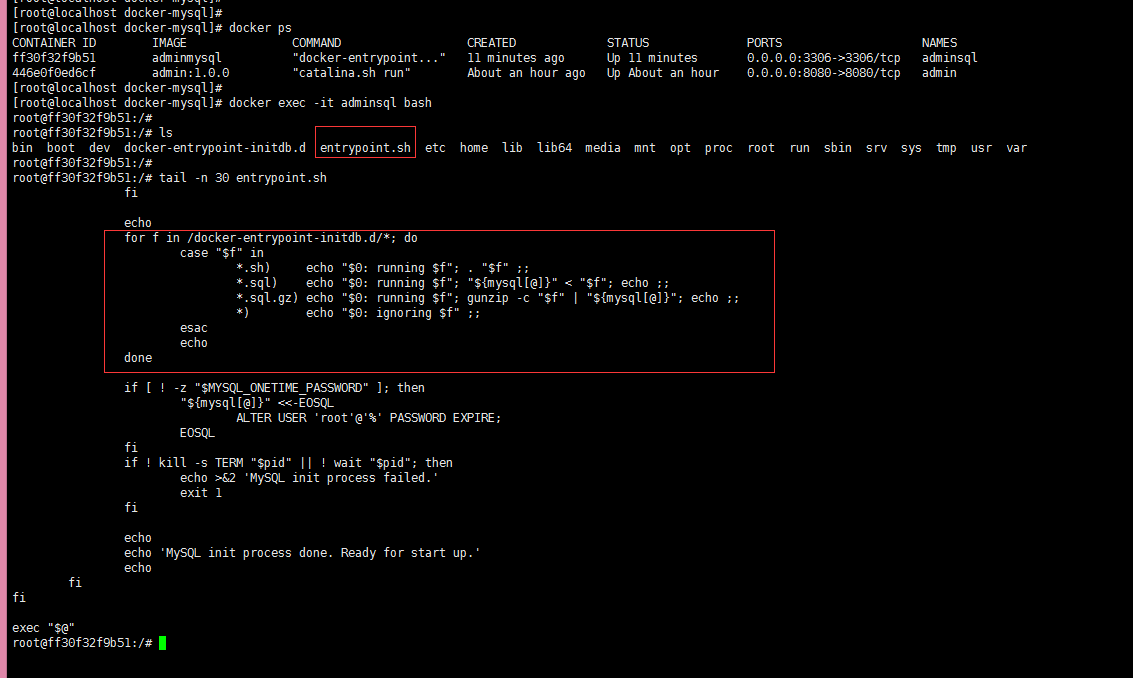 [root@localhost docker-mysql]#
[root@localhost docker-mysql]#
[root@localhost docker-mysql]# docker ps
CONTAINER ID        IMAGE               COMMAND                  CREATED             STATUS              PORTS                    NAMES
ff30f32f9b51        adminmysql          "docker-entrypoint..."   11 minutes ago      Up 11 minutes       0.0.0.0:3306->3306/tcp   adminsql
446e0f0ed6cf        admin:1.0.0         "catalina.sh run"        About an hour ago   Up About an hour    0.0.0.0:8080->8080/tcp   admin
[root@localhost docker-mysql]#
[root@localhost docker-mysql]# docker exec -it adminsql bash
root@ff30f32f9b51:/#
root@ff30f32f9b51:/# ls
bin  boot  dev  docker-entrypoint-initdb.d  entrypoint.sh  etc  home  lib  lib64  media  mnt  opt  proc  root  run  sbin  srv  sys  tmp  usr  var
root@ff30f32f9b51:/#
root@ff30f32f9b51:/# tail -n 30 entrypoint.sh
                fi

                echo
                for f in /docker-entrypoint-initdb.d/*; do
                        case "$f" in
                                *.sh)     echo "$0: running $f"; . "$f" ;;
                                *.sql)    echo "$0: running $f"; "${mysql[@]}" < "$f"; echo ;;
                                *.sql.gz) echo "$0: running $f"; gunzip -c "$f" | "${mysql[@]}"; echo ;;
                                *)        echo "$0: ignoring $f" ;;
                        esac
                        echo
                done

                if [ ! -z "$MYSQL_ONETIME_PASSWORD" ]; then
                        "${mysql[@]}" <<-EOSQL
                                ALTER USER 'root'@'%' PASSWORD EXPIRE;
                        EOSQL
                fi
                if ! kill -s TERM "$pid" || ! wait "$pid"; then
                        echo >&2 'MySQL init process failed.'
                        exit 1
                fi

                echo
                echo 'MySQL init process done. Ready for start up.'
                echo
        fi
fi

exec "$@"
root@ff30f32f9b51:/#